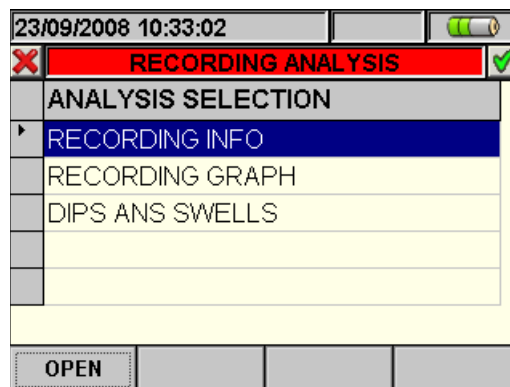 23/09/2008 10:33:02
RECORDING ANALYSIS
ANALYSIS SELECTION
RECORDING INFO
RECORDING GRAPH
DIPS ANS SWELLS
OPEN